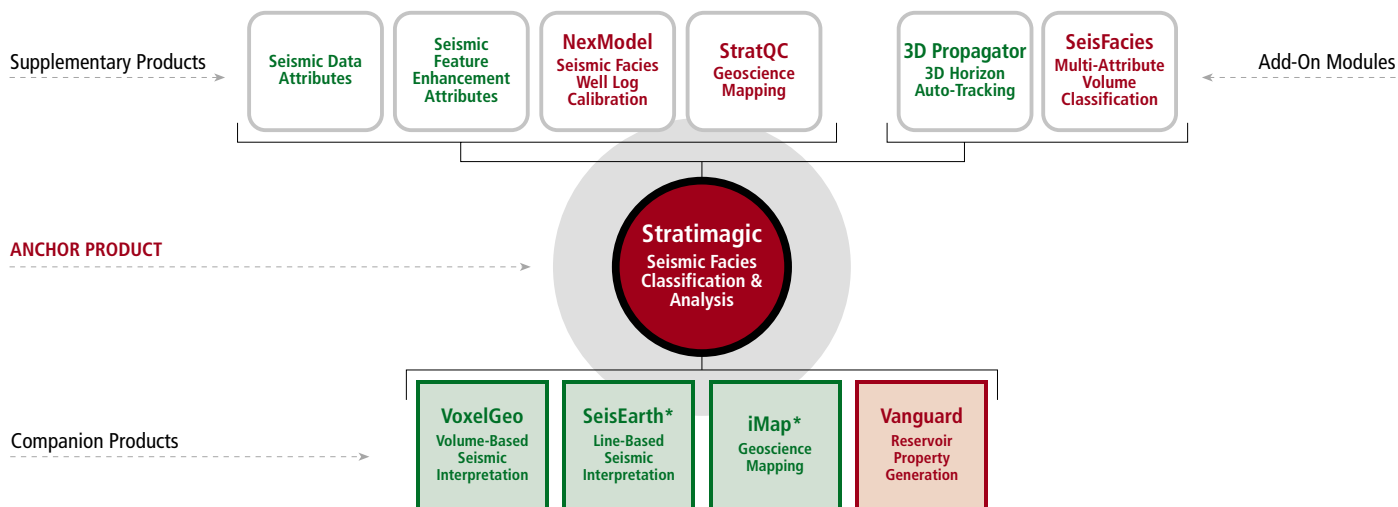 Supplementary Products
Seismic Data
Attributes
Seismic
Feature
Enhancement
Attributes
NexModel
Seismic Facies
Well Log
Calibration
StratQC
Geoscience
Mapping
3D Propagator
3D Horizon
Auto-Tracking
SeisFacies
Multi-Attribute
Volume
Classification
Add-On Modules
ANCHOR PRODUCT
Stratimagic
Seismic Facies
Classification &
Analysis
Companion Products
VoxelGeo
Volume-Based
Seismic
Interpretation
SeisEarth*
Line-Based
Seismic
Interpretation
iMap*
Geoscience
Mapping
Vanguard
Reservoir
Property
Generation